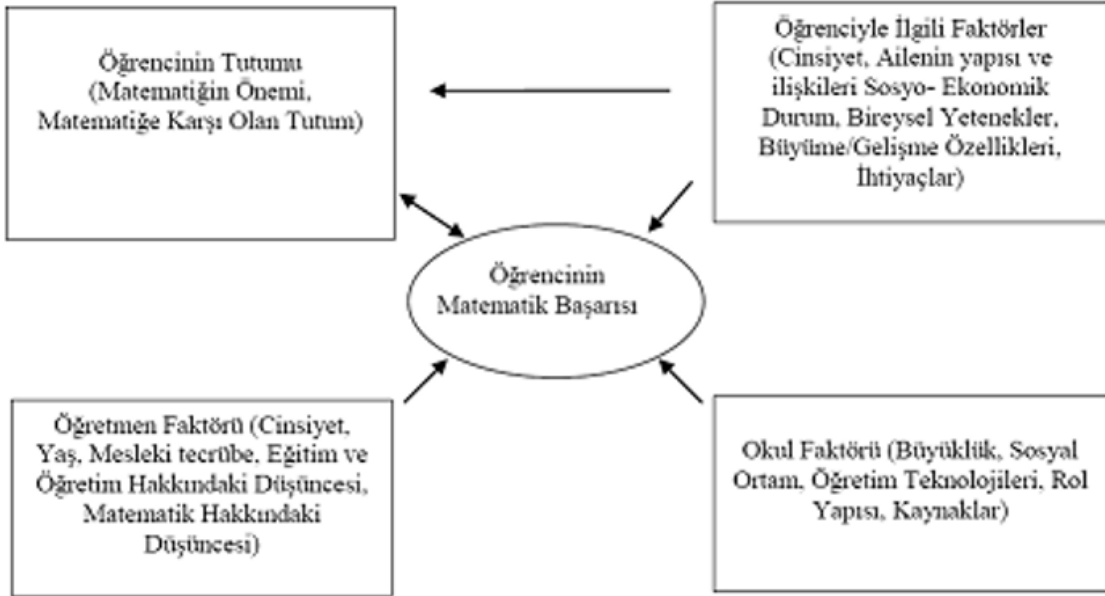 Öğrencinin Tutumu
(Matematiğin Önemi,
Matematiğe Karşı Olan Tutum)
Öğrenciyle İlgili Faktörler
(Cinsiyet, Ailenin yapısı ve
ilişkileri Sosyo- Ekonomik
Durum, Bireysel Yetenekler,
Büyüme/Gelişme Özellikleri,
İhtiyaçlar)
Öğrencinin
Matematik Başarısı
Öğretmen Faktörü (Cinsiyet,
Yaş, Mesleki tecrübe, Eğitim ve
Öğretim Hakkındaki Düşüncesi,
Matematik Hakkındaki
Düşüncesi)
Okul Faktörü (Büyüklük, Sosyal
Ortam, Öğretim Teknolojileri, Rol
Yapısı, Kaynaklar)